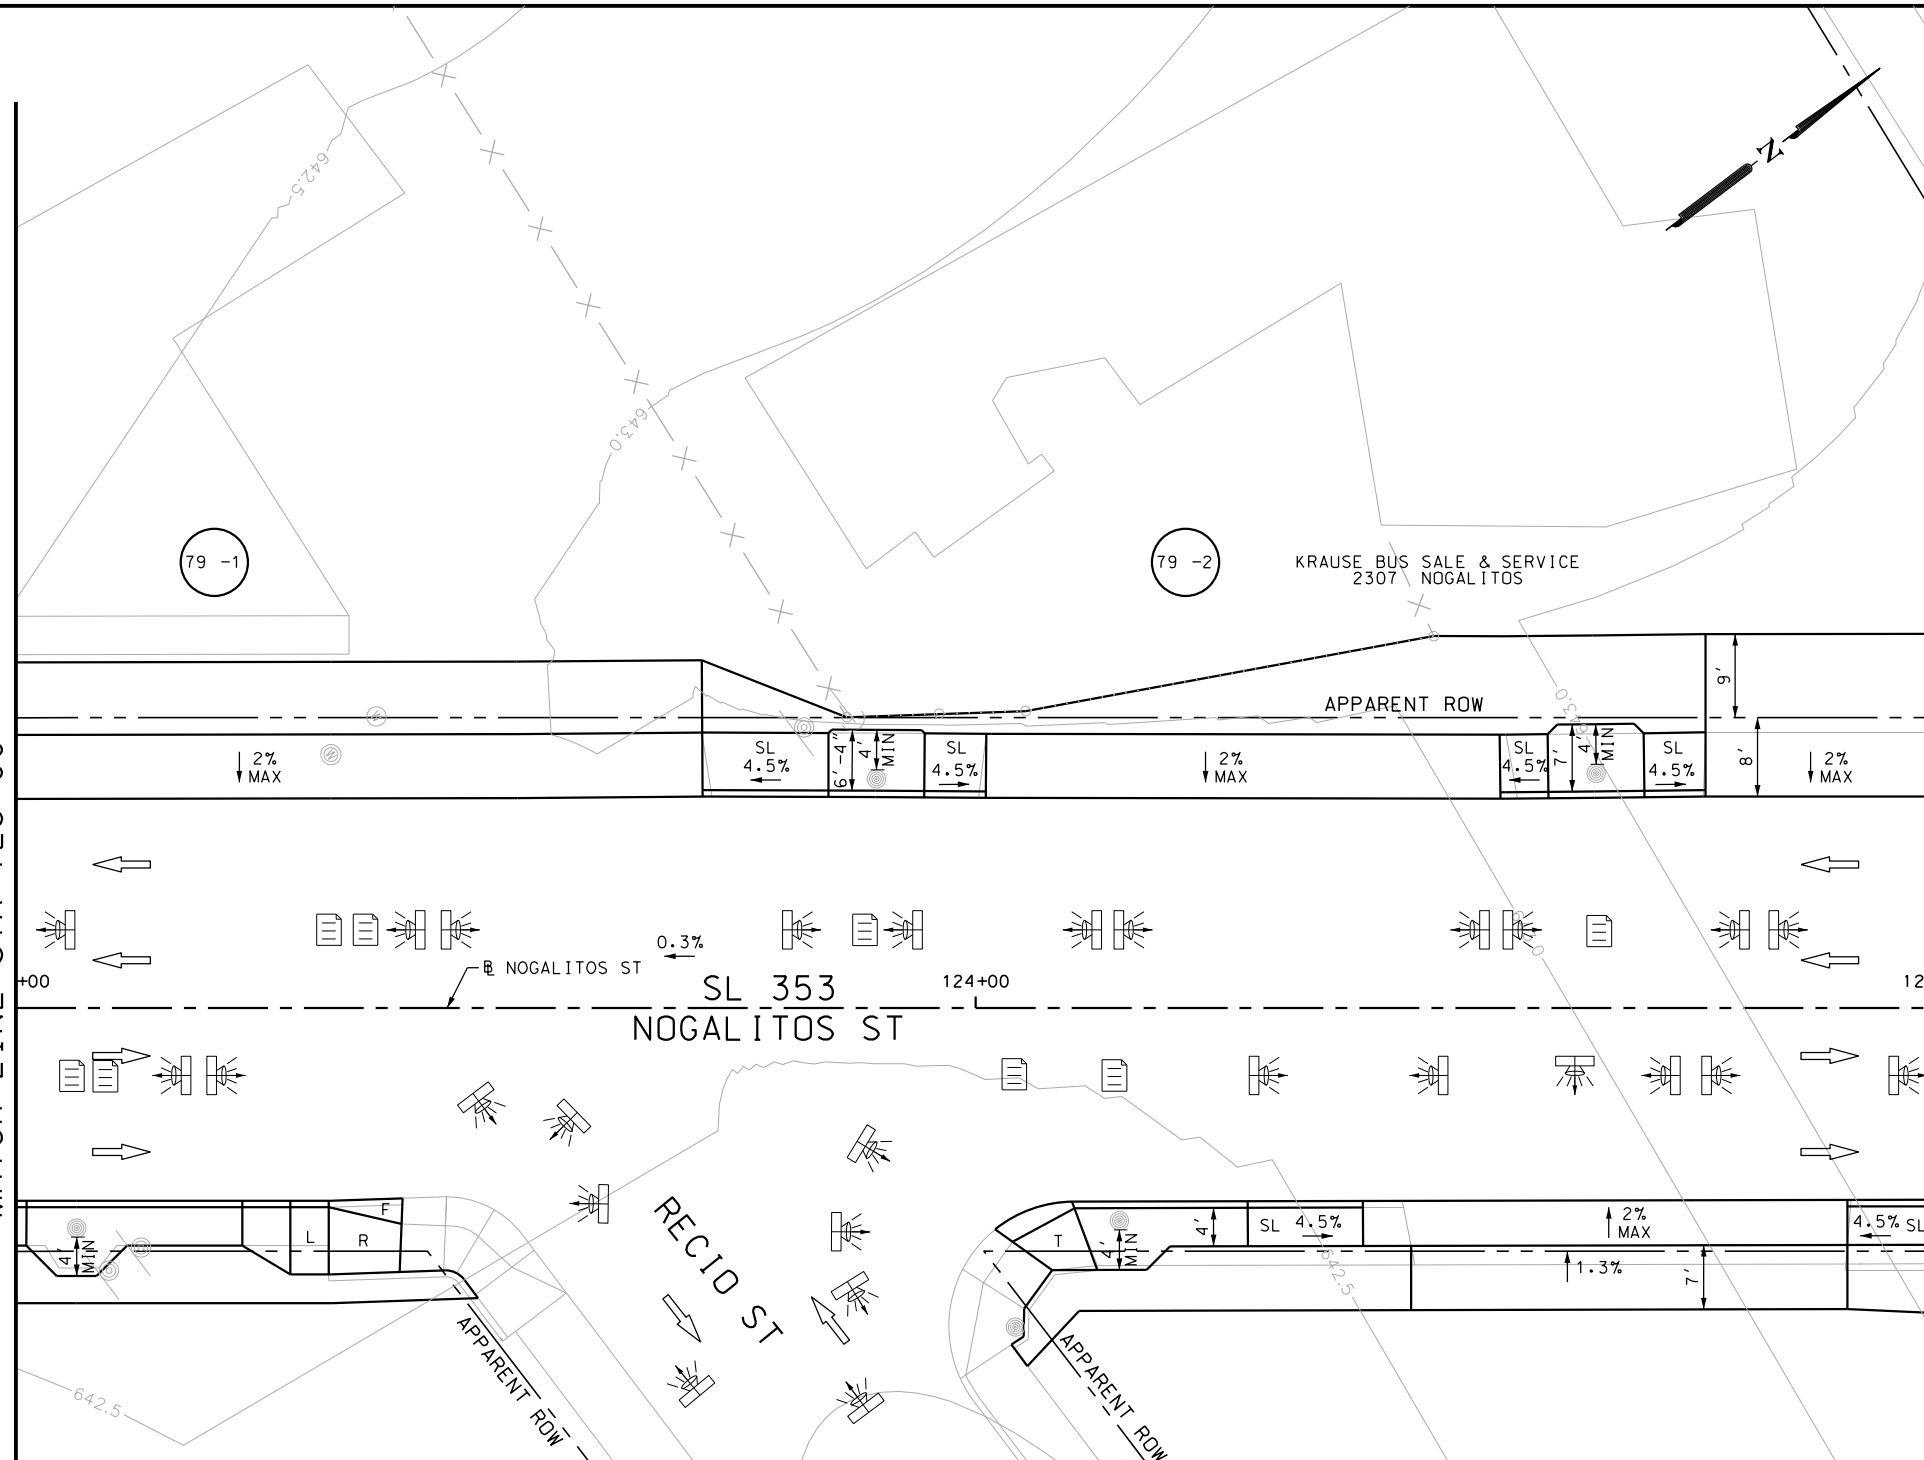 N
642.5
643.0
79 -1
79 -2
KRAUSE BUS SALE & SERVICE
2307 NOGALITOS
APPARENT ROW
9'
8'
2%
MAX
SL
4.5%
6'-4"
4'
MIN
SL
4.5%
2%
MAX
SL
4.5%
7'
4'
MIN
SL
4.5%
2%
MAX
0.3%
BL NOGALITOS ST
+00
SL 353
124+00
12
NOGALITOS ST
RECIO ST
4'
MIN
L
R
F
T
4'
MIN
4'
SL 4.5%
2%
MAX
1.3%
7'
4.5% SL
642.5
642.5
APPARENT ROW
APPARENT ROW